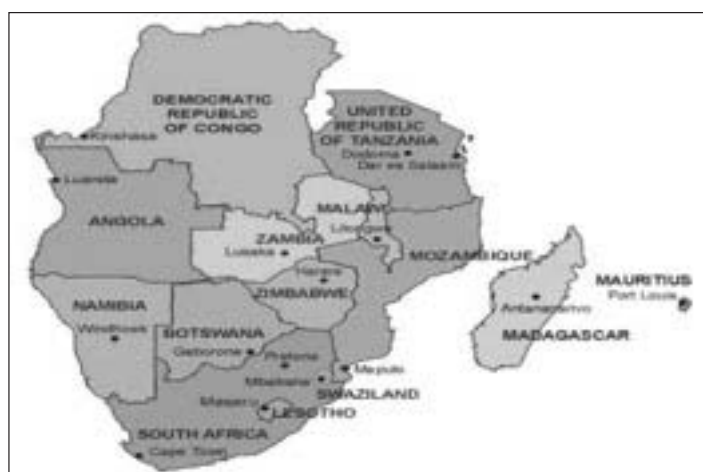 DEMOCRATIC
REPUBLIC
OF CONGO
Kinshasa
UNITED
REPUBLIC
OF TANZANIA
Dodoma
Dar es Salaam
Luanda
ANGOLA
MALAWI
Lilongwe
ZAMBIA
Lusaka
MOZAMBIQUE
Harare
ZIMBABWE
NAMIBIA
Windhoek
BOTSWANA
Gaborone
Pretoria
Mbabane
Maputo
SWAZILAND
Maseru
LESOTHO
SOUTH AFRICA
Cape Town
Antananarivo
MADAGASCAR
MAURITIUS
Port Louis